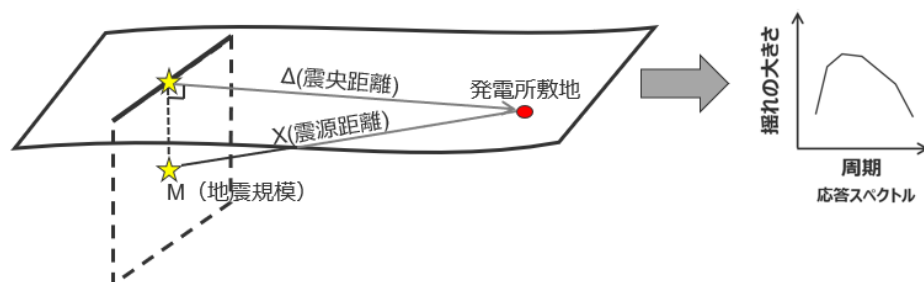 Δ(震央距離)
発電所敷地
X(震源距離)
M（地震規模）
揺れの大きさ
周期
応答スペクトル